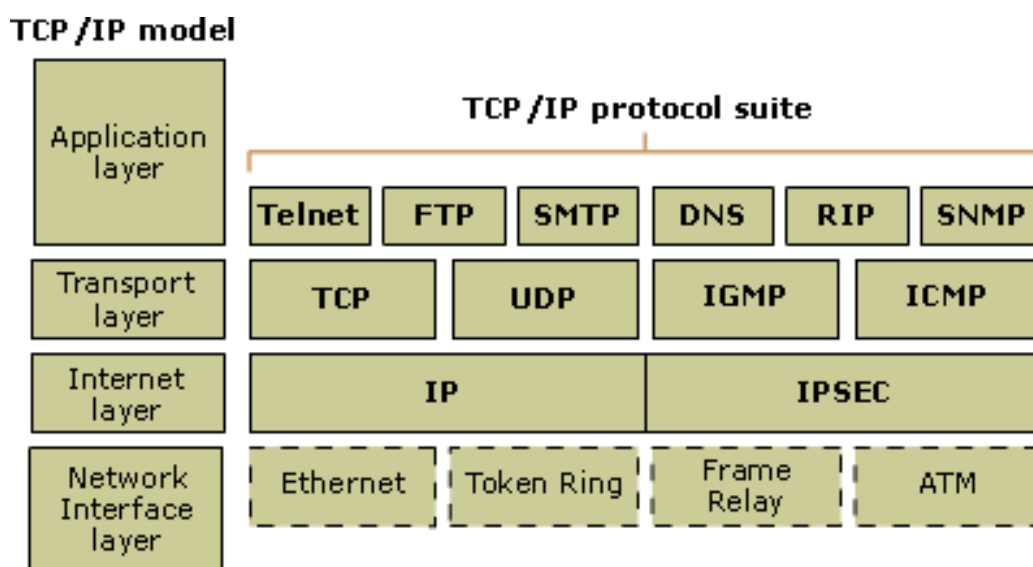 TCP/IP model
TCP/IP protocol suite
Application
layer
Telnet FTP SMTP DNS RIP SNMP
Transport
layer
TCP UDP IGMP ICMP
Internet
layer
IP IPSEC
Network
Interface
layer
Ethernet Token Ring Frame
Relay ATM